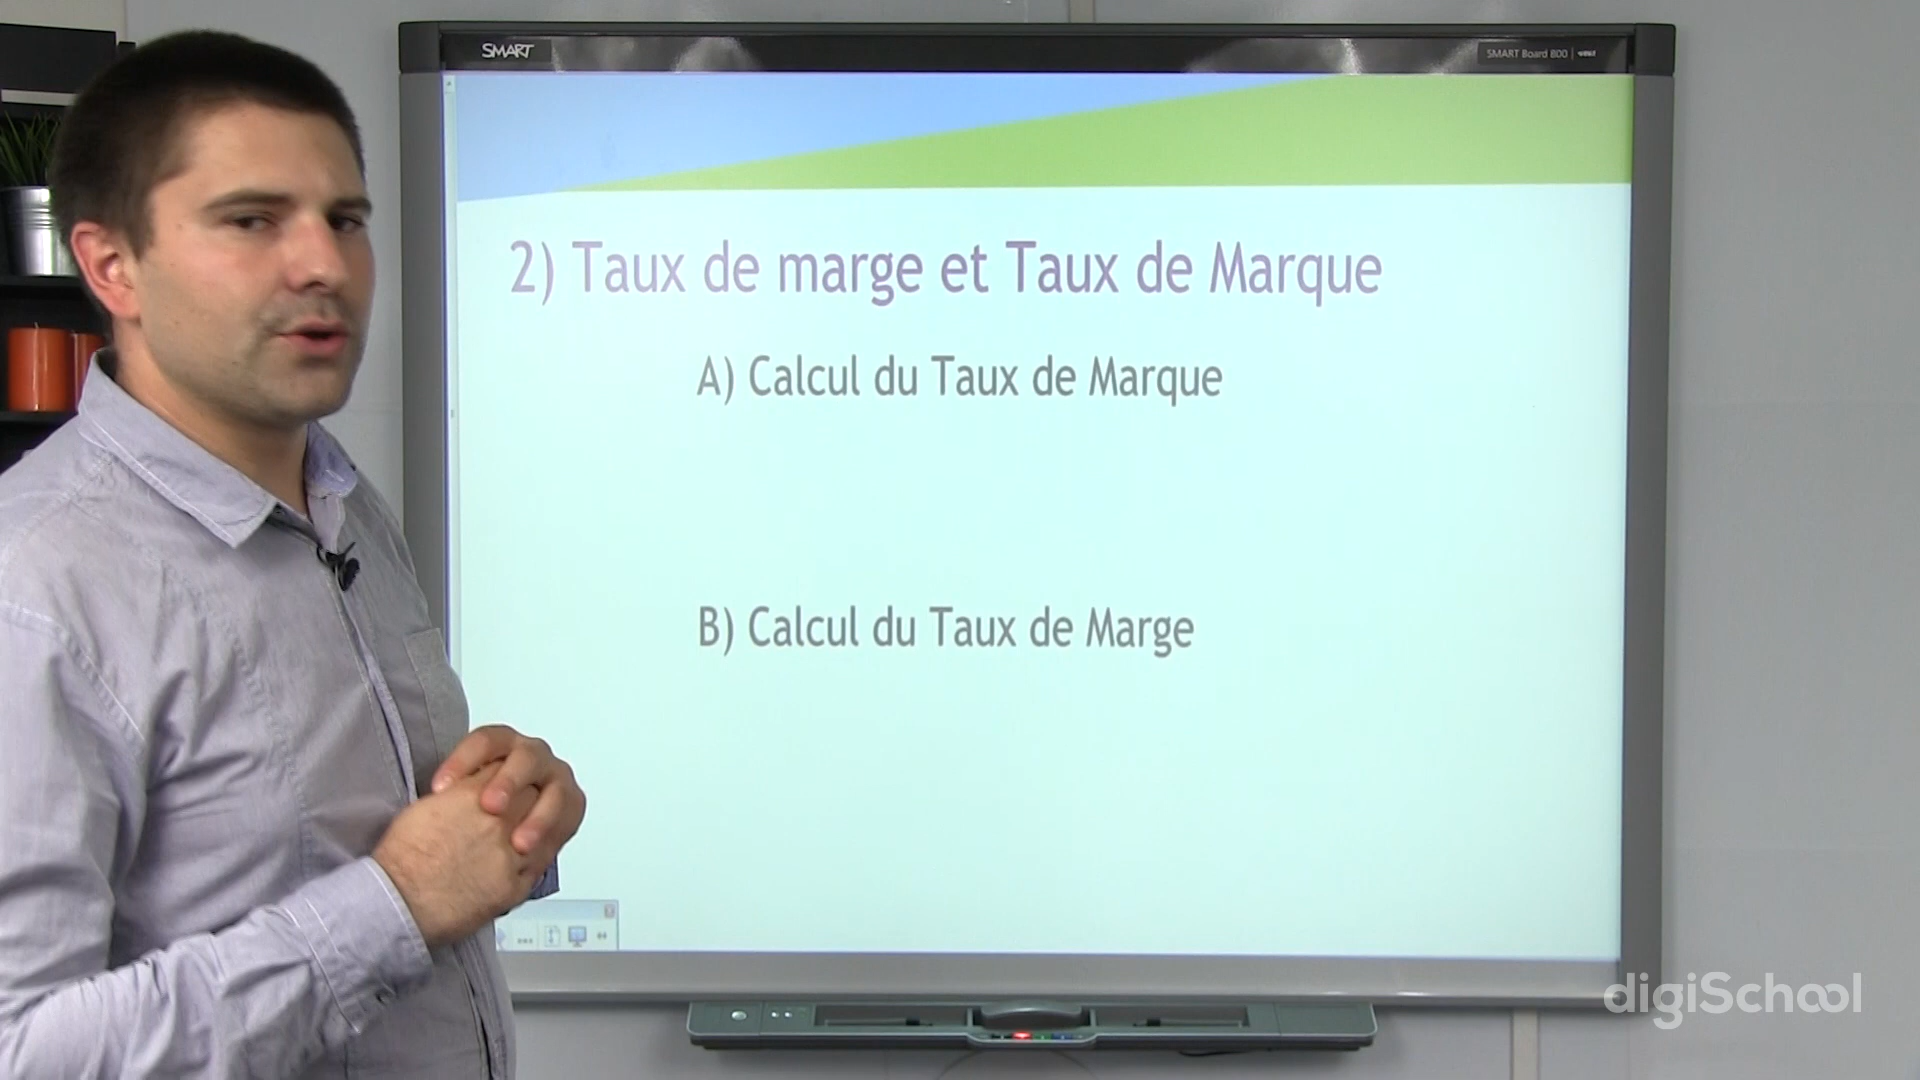 SMART
SMART Board 800
2) Taux de marge et Taux de Marque
A) Calcul du Taux de Marque
B) Calcul du Taux de Marge
digiSchool